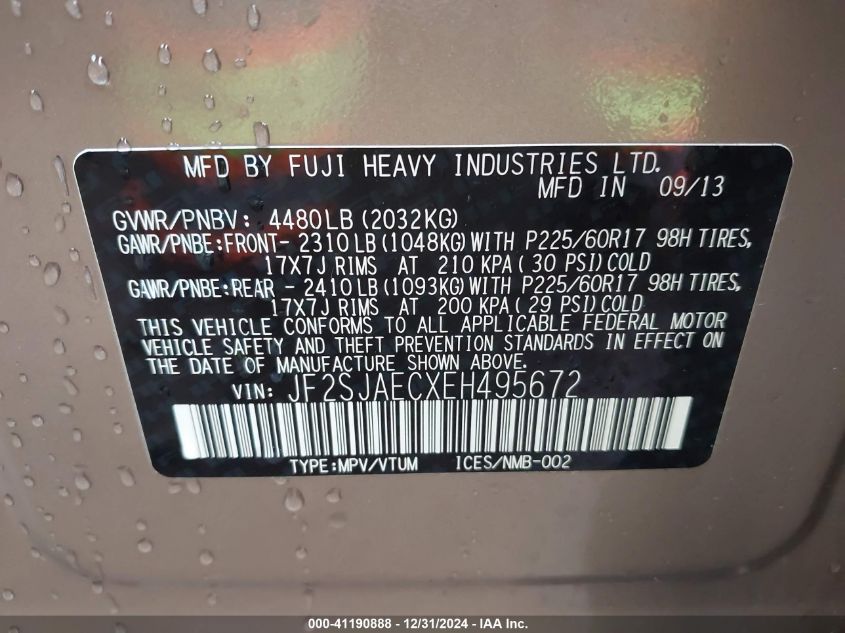 MFD BY FUJI HEAVY INDUSTRIES LTD.
MFD IN 09/13
GVWR/PNBV: 4480LB (2032KG)
GAWR/PNBE:FRONT- 2310LB (1048KG) WITH P225/60R17 98H TIRES,
17X7J RIMS AT 210 KPA( 30 PSI) COLD
GAWR/PNBE:REAR - 2410LB (1093KG) WITH P225/60R17 98H TIRES,
17X7J RIMS AT 200 KPA (29 PSI) COLD.
THIS VEHICLE CONFORMS TO ALL APPLICABLE FEDERAL MOTOR
VEHICLE SAFETY AND THEFT PREVENTION STANDARDS IN EFFECT ON
THE DATE OF MANUFACTURE SHOWN ABOVE.
VIN: JF2SJAECXEH495672
TYPE:MPV/VTUM ICES/NMB-002
000-41190888 - 12/31/2024 - IAA Inc.